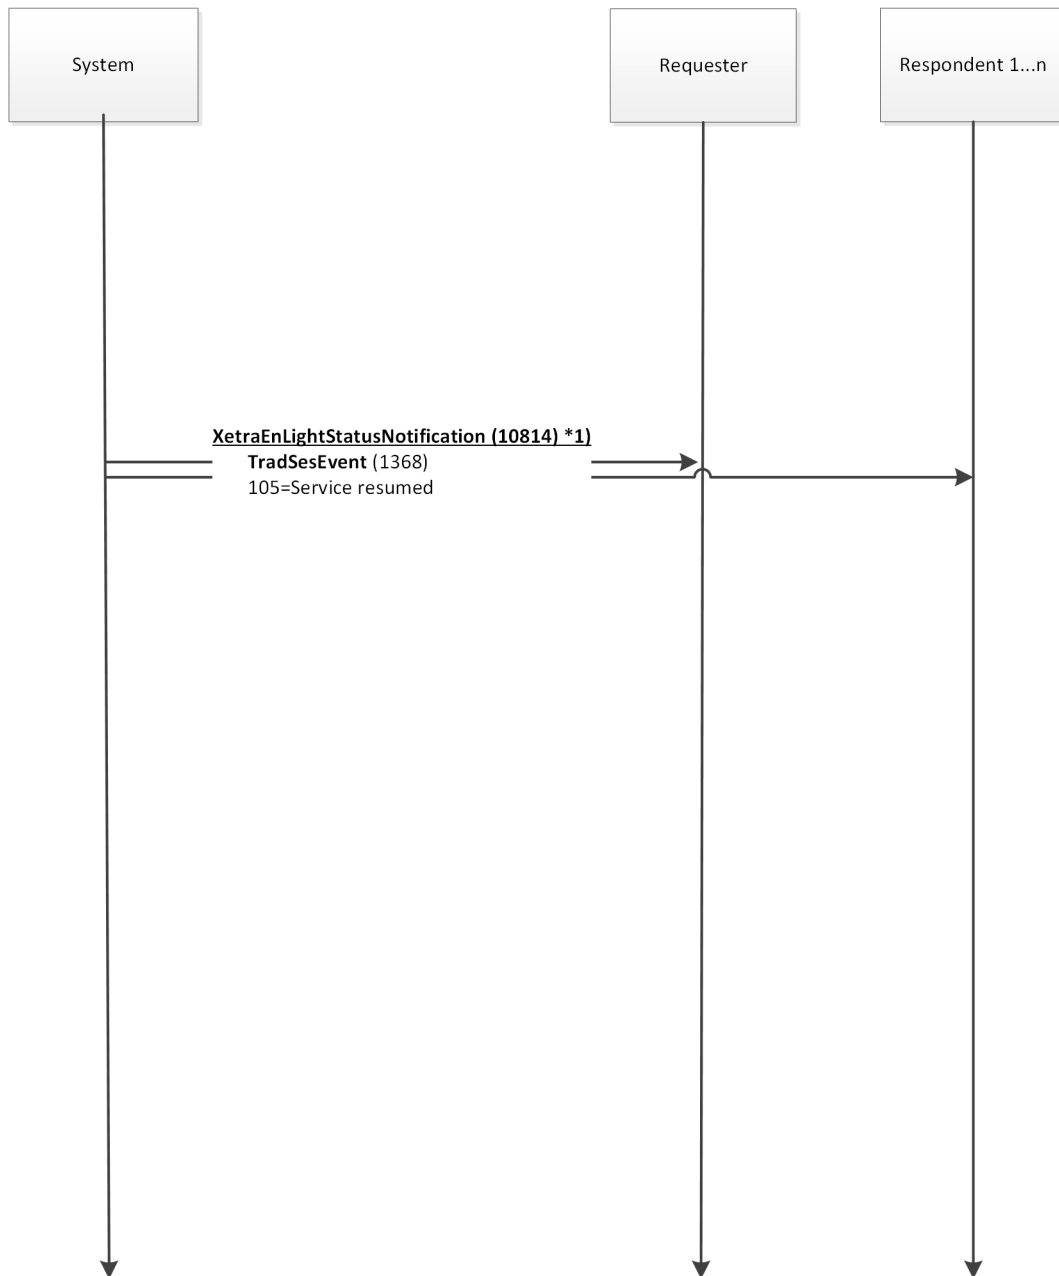 System
Requester
Respondent 1...n
XetraEnLightStatusNotification (10814) *1)
TradSesEvent (1368)
105=Service resumed